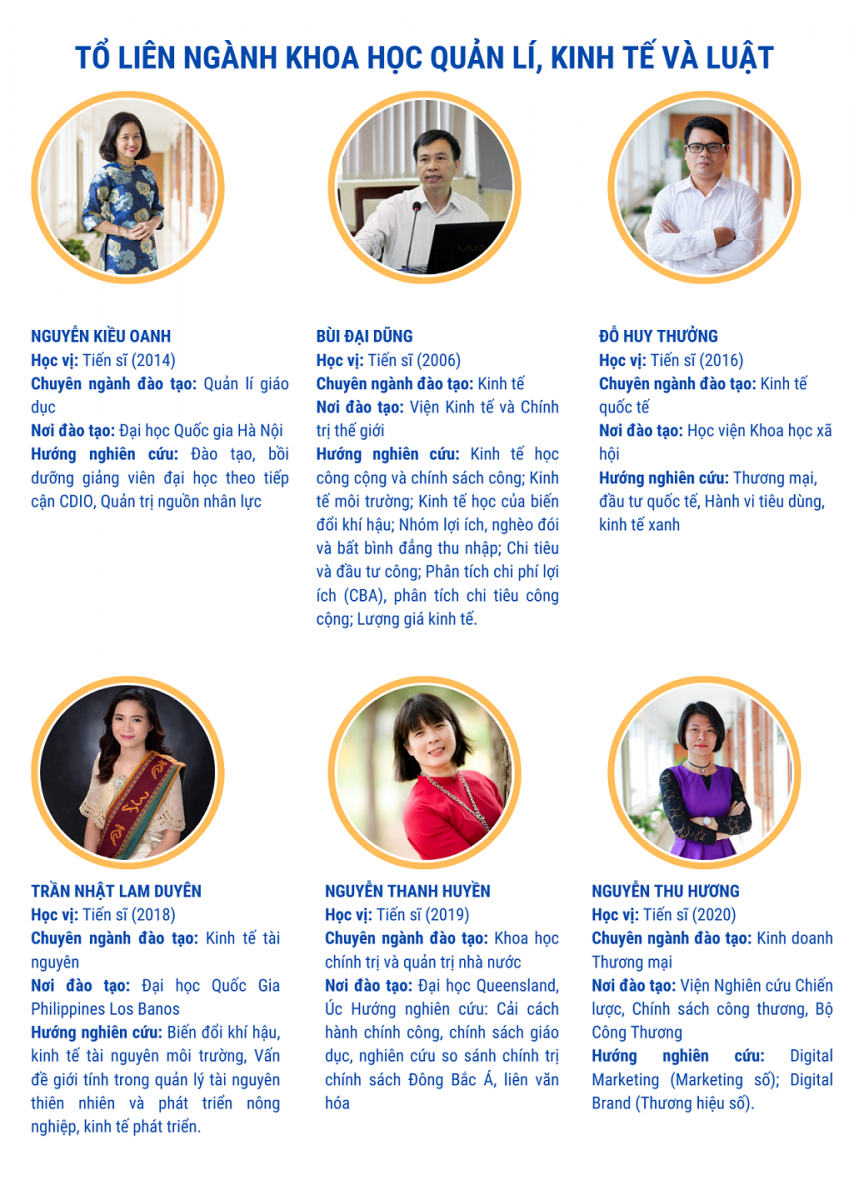 TỔ LIÊN NGÀNH KHOA HỌC QUẢN LÍ, KINH TẾ VÀ LUẬT
NGUYỄN KIỀU OANH
Học vị: Tiến sĩ (2014)
Chuyên ngành đào tạo: Quản lí giáo
dục
Nơi đào tạo: Đại học Quốc gia Hà Nội
Hướng nghiên cứu: Đào tạo, bồi
dưỡng giảng viên đại học theo tiếp
cận CDIO, Quản trị nguồn nhân lực
BÙI ĐẠI DŨNG
Học vị: Tiến sĩ (2006)
Chuyên ngành đào tạo: Kinh tế
Nơi đào tạo: Viện Kinh tế và Chính
trị thế giới
Hướng nghiên cứu: Kinh tế học
công cộng và chính sách công; Kinh
tế môi trường; Kinh tế học của biến
đổi khí hậu; Nhóm lợi ích, nghèo đói
và bất bình đẳng thu nhập; Chi tiêu
và đầu tư công; Phân tích chi phí lợi
ích (CBA), phân tích chi tiêu công
cộng; Lượng giá kinh tế.
ĐỖ HUY THƯỞNG
Học vị: Tiến sĩ (2016)
Chuyên ngành đào tạo: Kinh tế
quốc tế
Nơi đào tạo: Học viện Khoa học xã
hội
Hướng nghiên cứu: Thương mại,
đầu tư quốc tế, Hành vi tiêu dùng,
kinh tế xanh
TRẦN NHẬT LAM DUYÊN
Học vị: Tiến sĩ (2018)
Chuyên ngành đào tạo: Kinh tế tài
nguyên
Nơi đào tạo: Đại học Quốc Gia
Philippines Los Banos
Hướng nghiên cứu: Biến đổi khí hậu,
kinh tế tài nguyên môi trường, Vấn
đề giới tính trong quản lý tài nguyên
thiên nhiên và phát triển nông
nghiệp, kinh tế phát triển.
NGUYỄN THANH HUYỀN
Học vị: Tiến sĩ (2019)
Chuyên ngành đào tạo: Khoa học
chính trị và quản trị nhà nước
Nơi đào tạo: Đại học Queensland,
Úc Hướng nghiên cứu: Cải cách
hành chính công, chính sách giáo
dục, nghiên cứu so sánh chính trị
chính sách Đông Bắc Á, liên văn
hóa
NGUYỄN THU HƯƠNG
Học vị: Tiến sĩ (2020)
Chuyên ngành đào tạo: Kinh doanh
Thương mại
Nơi đào tạo: Viện Nghiên cứu Chiến
lược, Chính sách công thương, Bộ
Công Thương
Hướng nghiên cứu: Digital
Marketing (Marketing số); Digital
Brand (Thương hiệu số).